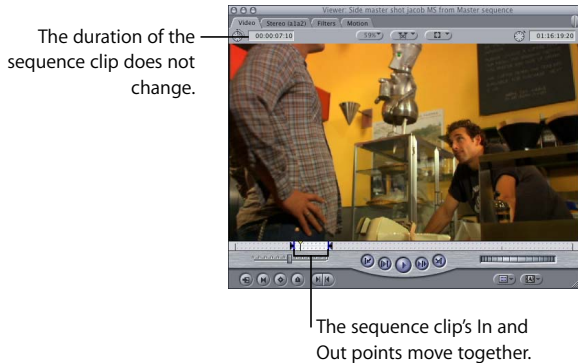 Viewer: Side master shot jacob MS from Master sequence
Video Stereo (a1a2) Filters Motion
The duration of the
sequence clip does not
change.
00:00:07:10
59%
01:16:19:20
The sequence clip's In and
Out points move together.